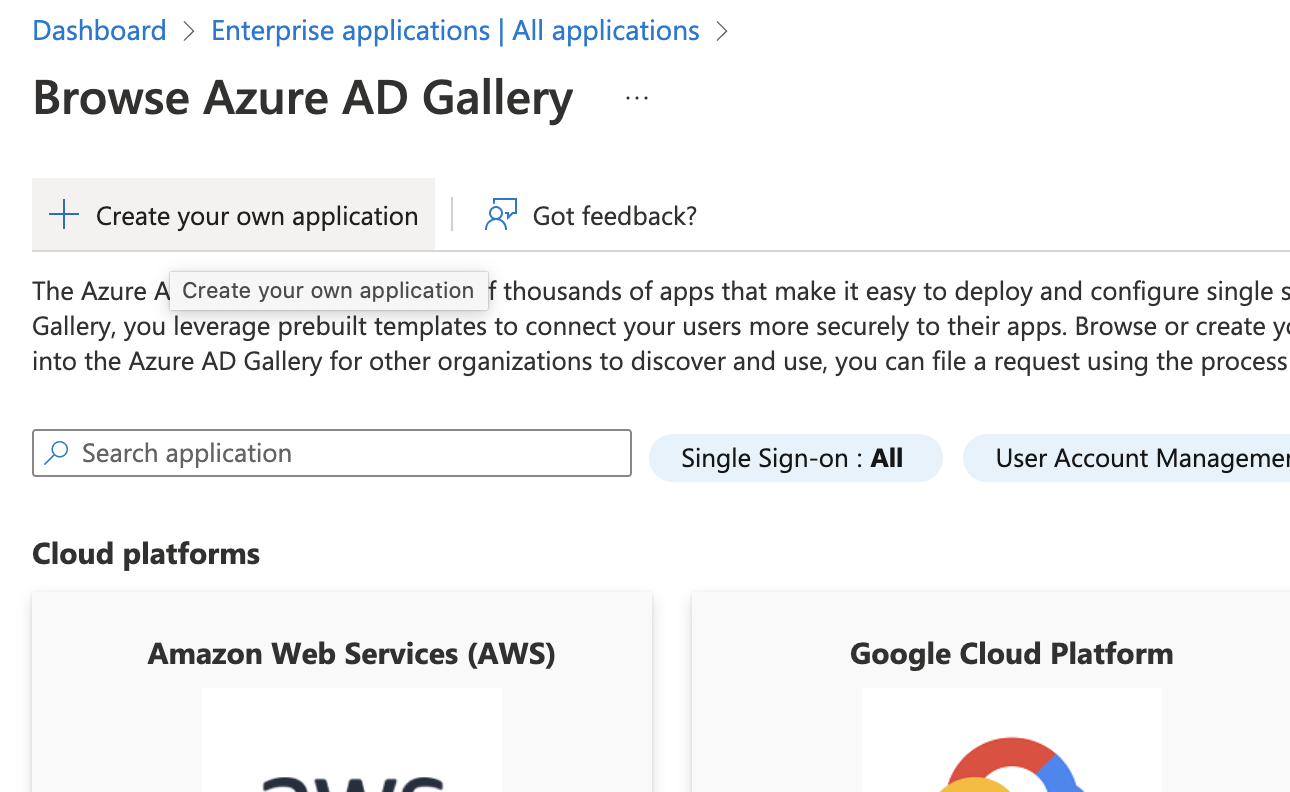 Dashboard > Enterprise applications | All applications >
Browse Azure AD Gallery ...
Create your own application | Got feedback?
The Azure A Create your own application f thousands of apps that make it easy to deploy and configure single s
Gallery, you leverage prebuilt templates to connect your users more securely to their apps. Browse or create yo
into the Azure AD Gallery for other organizations to discover and use, you can file a request using the process
Search application Single Sign-on : All User Account Managemen
Cloud platforms
Amazon Web Services (AWS) Google Cloud Platform
aws